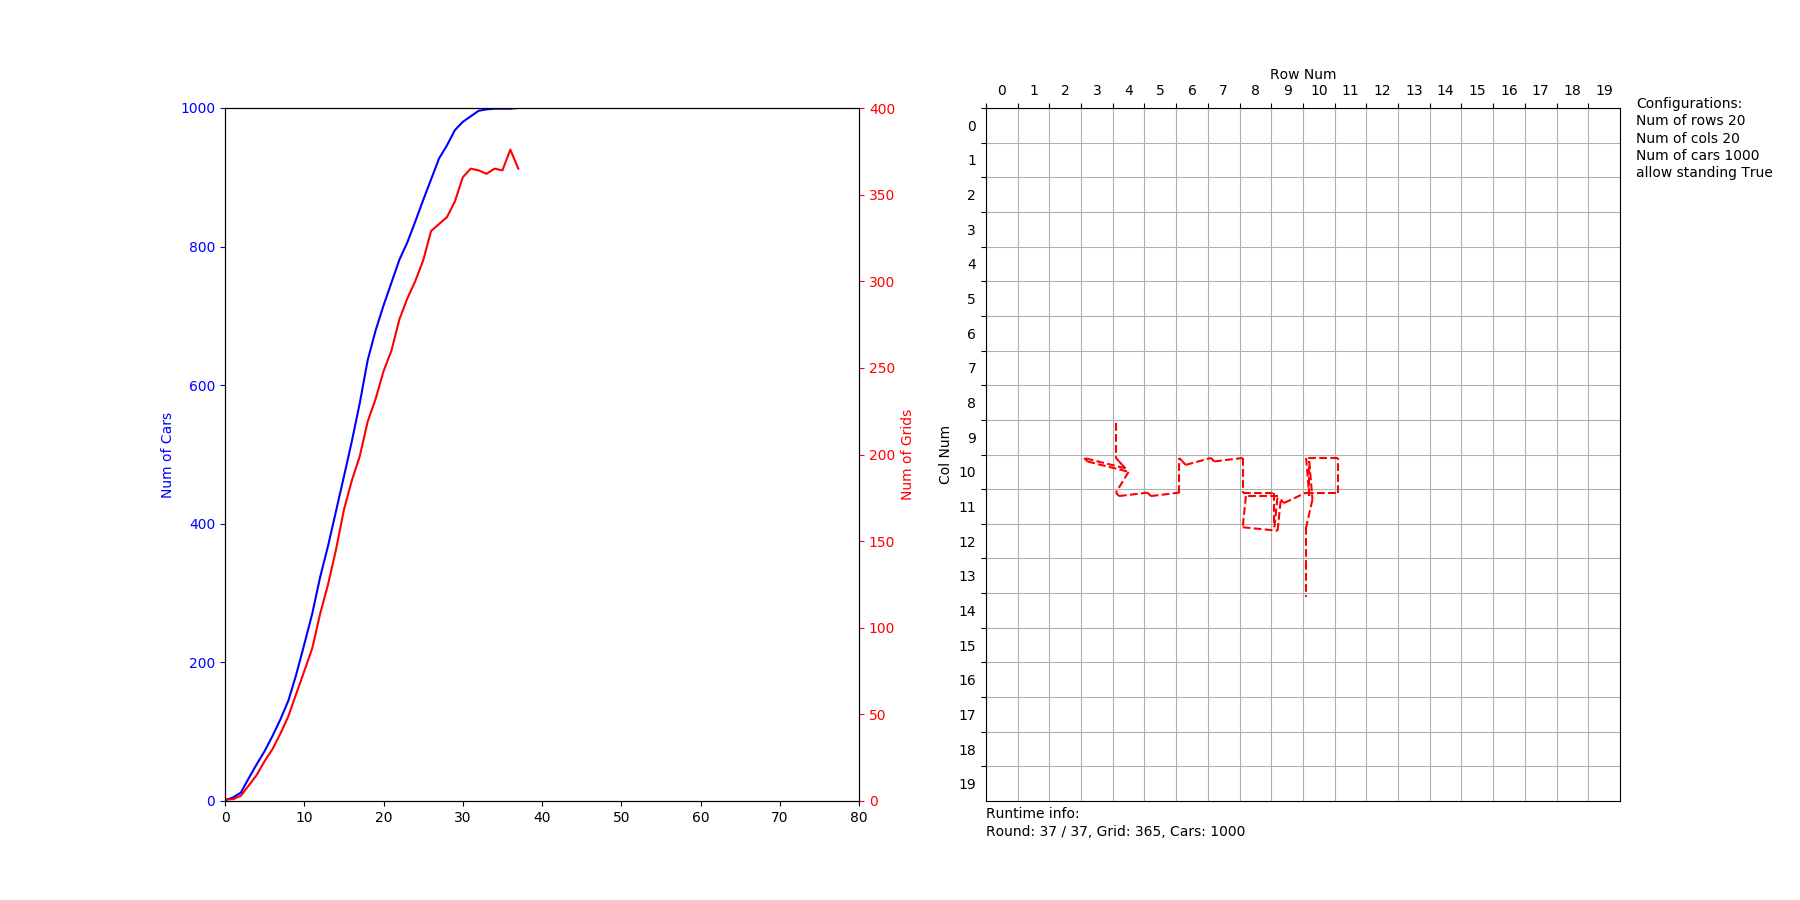 Row Num
0 1 2 3 4 5 6 7 8 9 10 11 12 13 14 15 16 17 18 19
Configurations:
Num of rows 20
Num of cols 20
Num of cars 1000
allow standing True
1000
800
600
400
200
0
Num of Cars
0 10 20 30 40 50 60 70 80
400
350
300
250
200
150
100
50
0
Num of Grids
Col Num
0
1
2
3
4
5
6
7
8
9
10
11
12
13
14
15
16
17
18
19
Runtime info:
Round: 37 / 37, Grid: 365, Cars: 1000